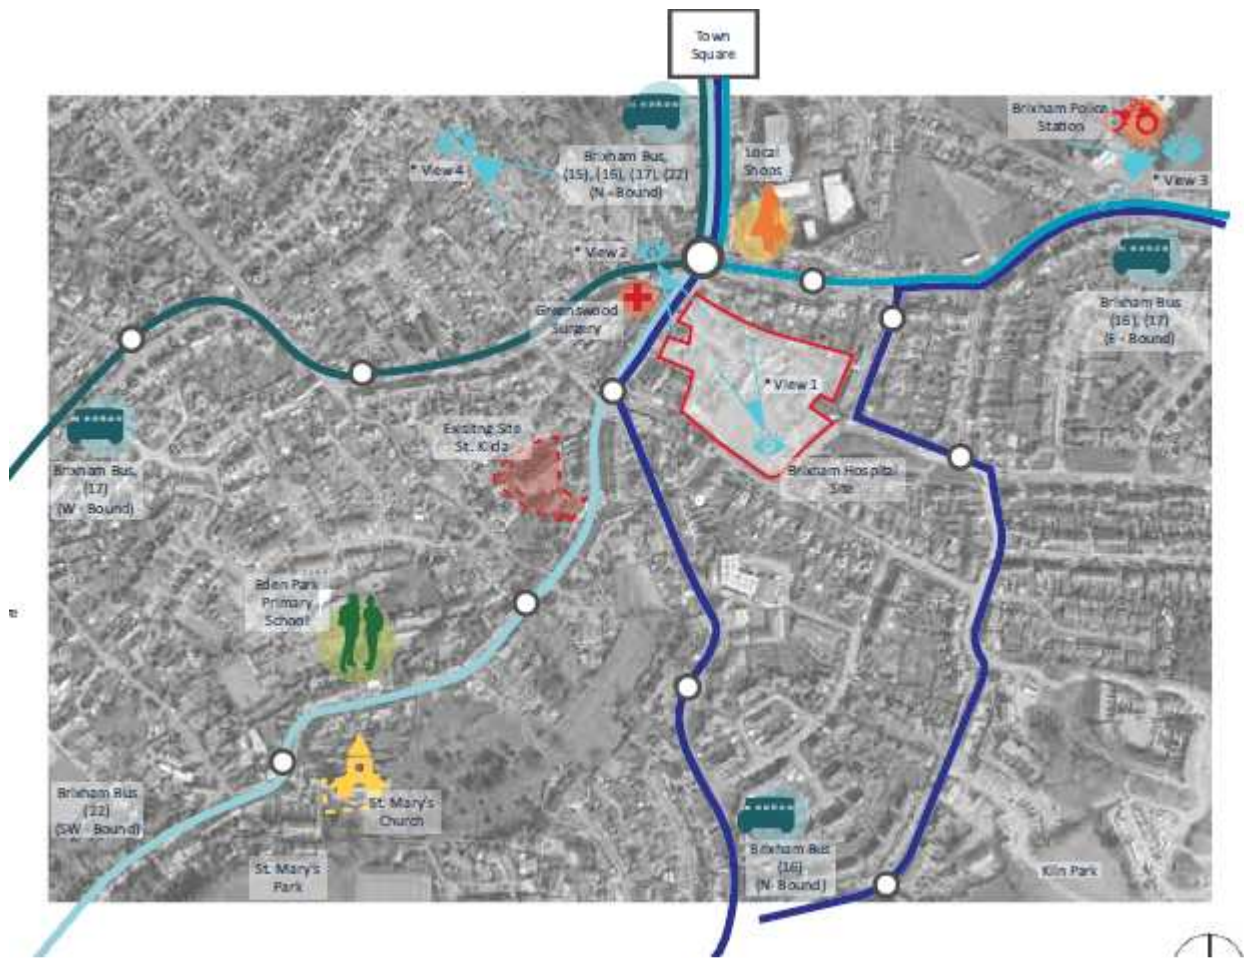 Town
Square
Brixham Police
Station
Local
Shops
* View 4
Brixham Bus,
(15), (16), (17), (22)
(N - Bound)
* View 3
* View 2
Greenswood
Surgery
Brixham Bus
(16), (17)
(E - Bound)
* View 1
Exisitng Site
St. Kilda
Brixham Hospital
Site
Brixham Bus,
(17)
(W - Bound)
Eden Park
Primary
School
Brixham Bus
(22)
(SW - Bound)
St. Mary's
Church
St. Mary's
Park
Brixham Bus
(16)
(N- Bound)
Kiln Park